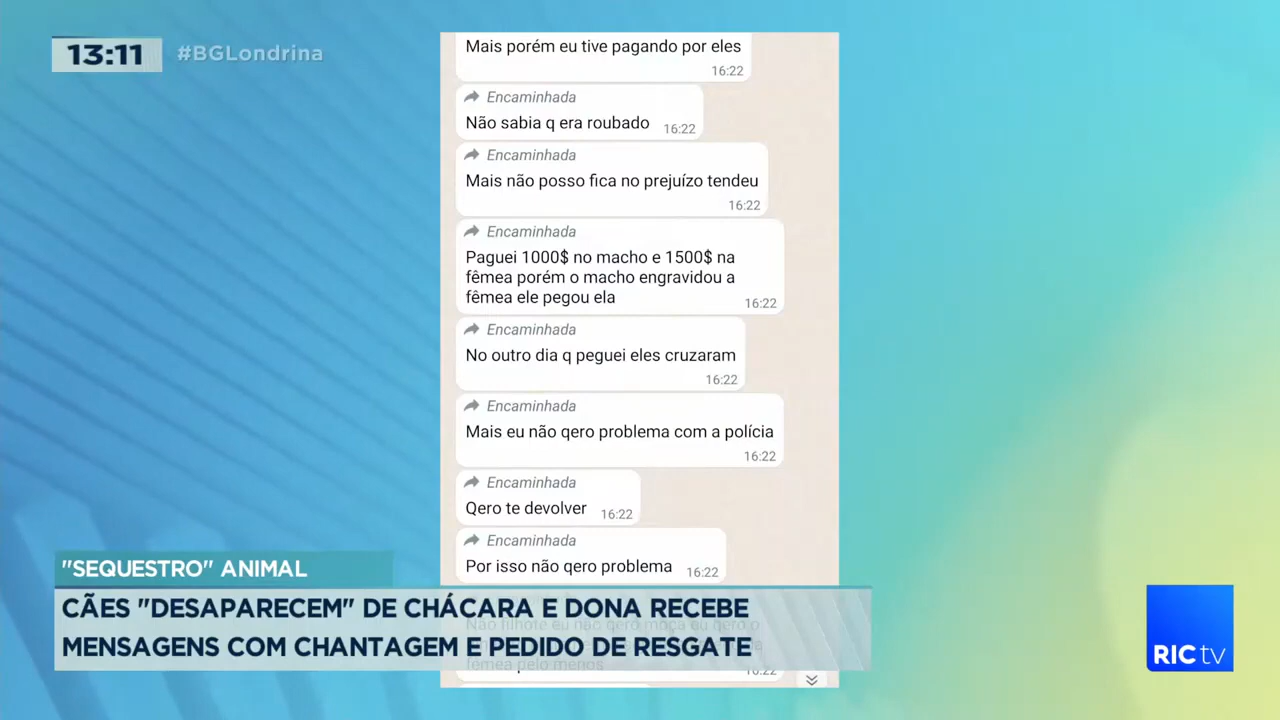 13:11 #BGLondrina
Mais porém eu tive pagando por eles
16:22
Encaminhada
Não sabia q era roubado 16:22
Encaminhada
Mais não posso fica no prejuízo tendeu
16:22
Encaminhada
Paguei 1000$ no macho e 1500$ na
fêmea porém o macho engravidou a
fêmea ele pegou ela
16:22
Encaminhada
No outro dia q peguei eles cruzaram
16:22
Encaminhada
Mais eu não qero problema com a polícia
16:22
Encaminhada
Qero te devolver 16:22
Encaminhada
Por isso não qero problema 16:22
"SEQUESTRO" ANIMAL
CÃES "DESAPARECEM" DE CHÁCARA E DONA RECEBE
MENSAGENS COM CHANTAGEM E PEDIDO DE RESGATE
fêmea pelo menos
16:22
RIC tv